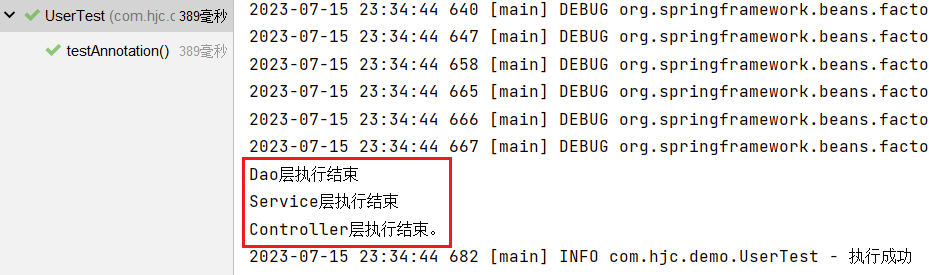 UserTest (com.hjc.d 389毫秒
testAnnotation() 389毫秒
2023-07-15 23:34:44 640 [main] DEBUG org.springframework.beans.facto
2023-07-15 23:34:44 647 [main] DEBUG org.springframework.beans.facto
2023-07-15 23:34:44 658 [main] DEBUG org.springframework.beans.facto
2023-07-15 23:34:44 665 [main] DEBUG org.springframework.beans.facto
2023-07-15 23:34:44 666 [main] DEBUG org.springframework.beans.facto
2023-07-15 23:34:44 667 [main] DEBUG org.springframework.beans.facto
Dao层执行结束
Service层执行结束
Controller层执行结束。
2023-07-15 23:34:44 682 [main] INFO com.hjc.demo.UserTest - 执行成功